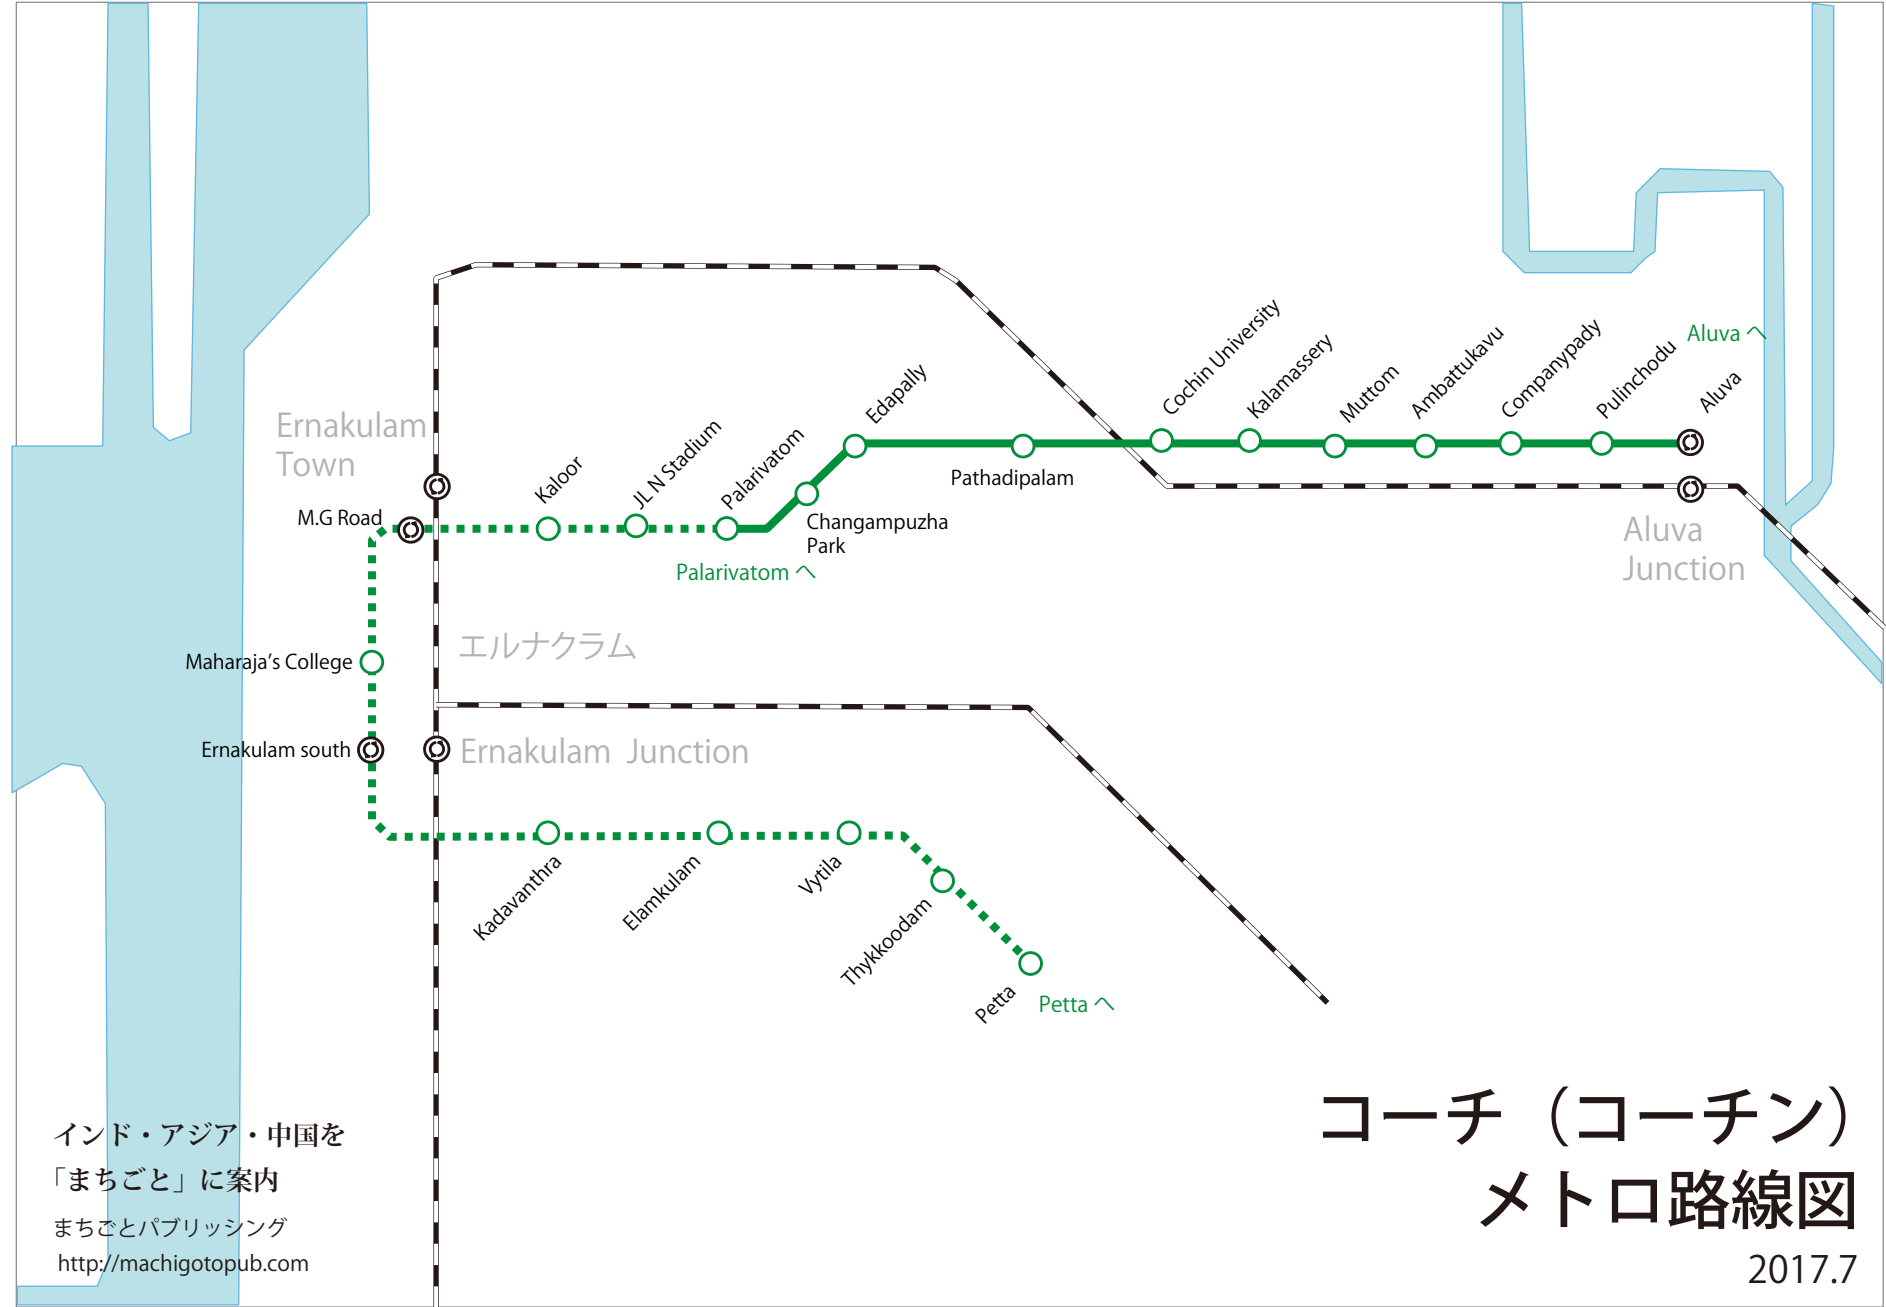 Cochin University
Kalamassery
Muttom
Ambattukavu
Companypady
Pulinchodu
Aluva へ
Aluva
Edapally
Ernakulam
Town
Kaloor
JL N Stadium
Palarivatom
Pathadipalam
M.G Road
Changampuzha
Park
Aluva
Junction
Palarivatom へ
エルナクラム
Maharaja’s College
Ernakulam south
Ernakulam Junction
Kadavanthra
Elamkulam
Vytila
Thykkoodam
Petta
Petta へ
コーチ（コーチン）
メトロ路線図
2017.7
インド・アジア・中国を
「まちごと」に案内
まちごとパブリッシング
http://machigotopub.com